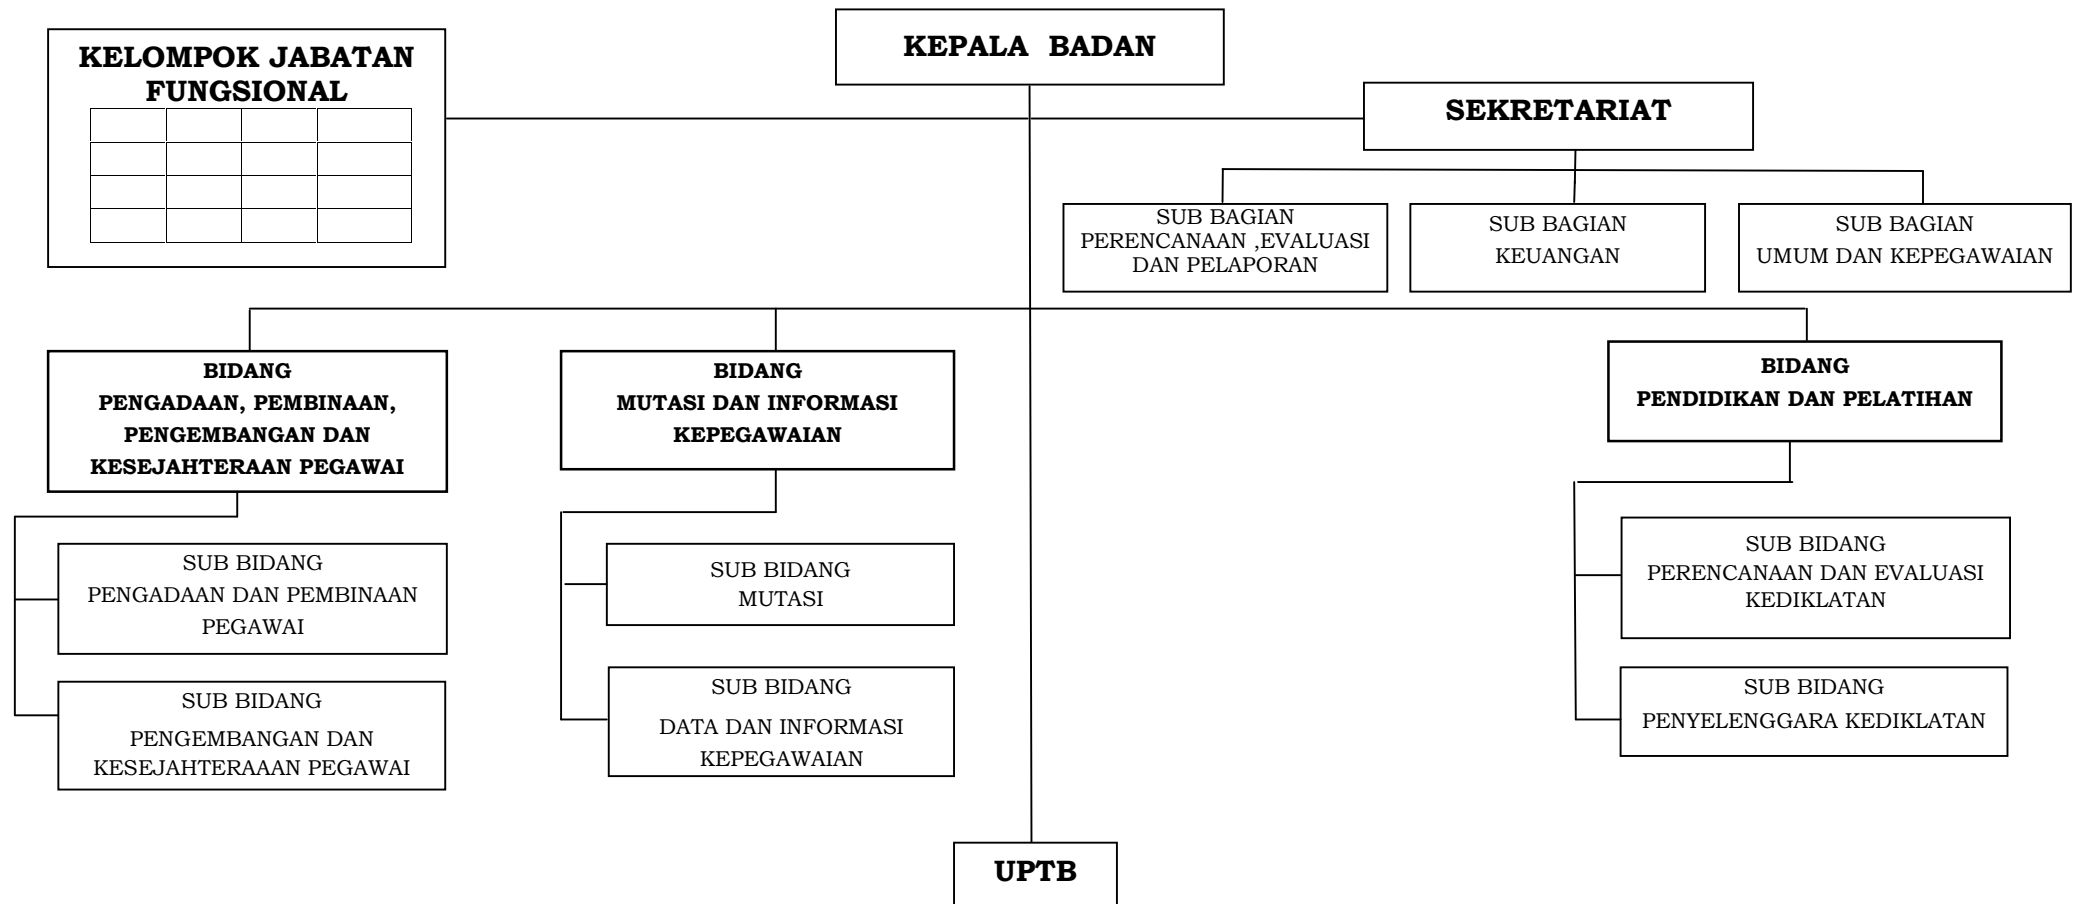 KEPALA BADAN
KELOMPOK JABATAN
FUNGSIONAL
SEKRETARIAT
SUB BAGIAN
PERENCANAAN ,EVALUASI
DAN PELAPORAN
SUB BAGIAN
KEUANGAN
SUB BAGIAN
UMUM DAN KEPEGAWAIAN
BIDANG
PENGADAAN, PEMBINAAN,
PENGEMBANGAN DAN
KESEJAHTERAAN PEGAWAI
BIDANG
MUTASI DAN INFORMASI
KEPEGAWAIAN
BIDANG
PENDIDIKAN DAN PELATIHAN
SUB BIDANG
PENGADAAN DAN PEMBINAAN
PEGAWAI
SUB BIDANG
PENGEMBANGAN DAN
KESEJAHTERAAAN PEGAWAI
SUB BIDANG
MUTASI
SUB BIDANG
DATA DAN INFORMASI
KEPEGAWAIAN
SUB BIDANG
PERENCANAAN DAN EVALUASI
KEDIKLATAN
SUB BIDANG
PENYELENGGARA KEDIKLATAN
UPTB